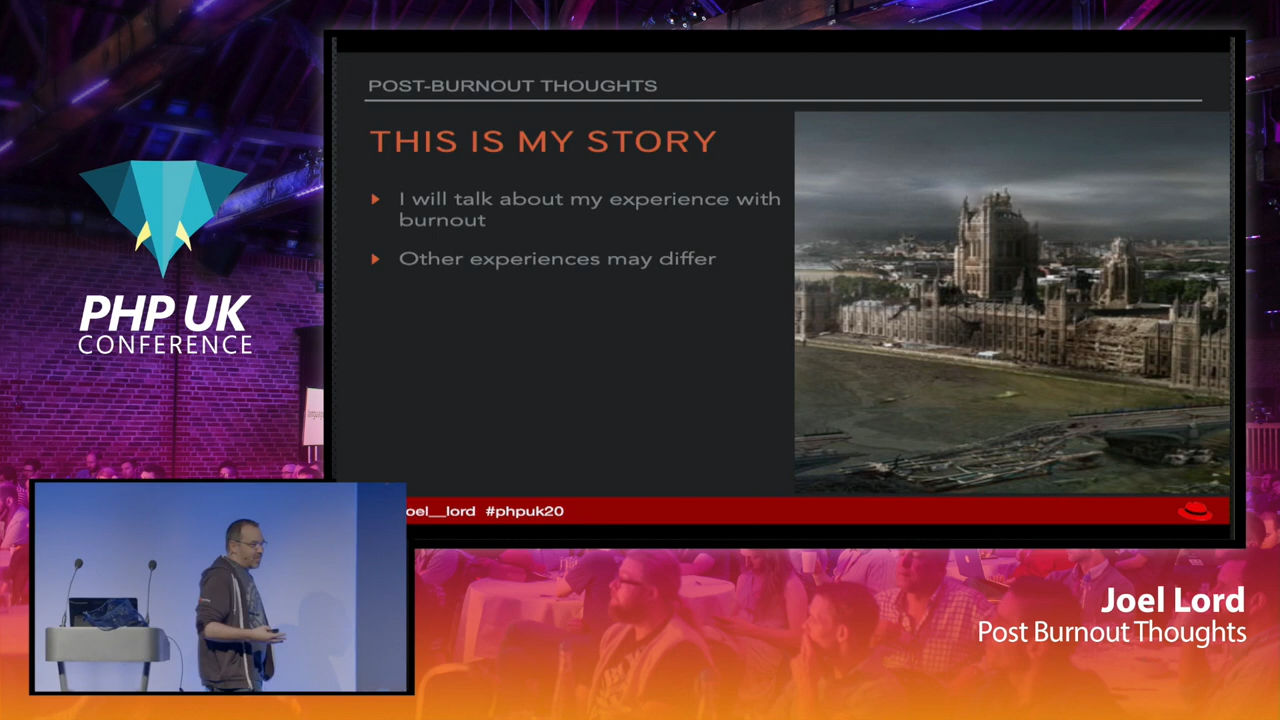 POST-BURNOUT THOUGHTS
THIS IS MY STORY
I will talk about my experience with
burnout
Other experiences may differ
oel__lord #phpuk20
PHP UK
CONFERENCE
Joel Lord
Post Burnout Thoughts